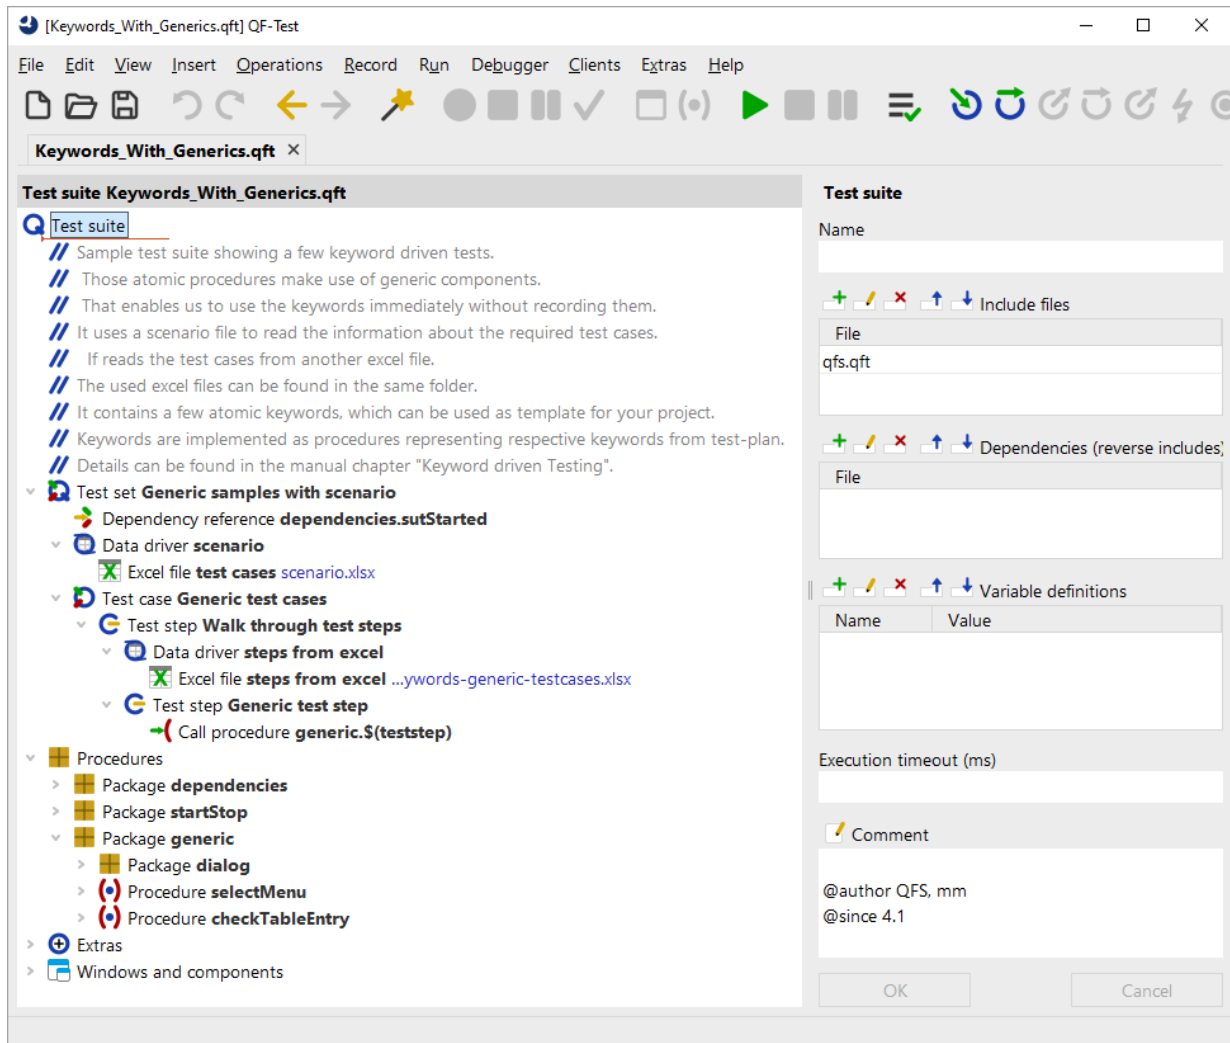 [Keywords_With_Generics.qft] QF-Test
File Edit View Insert Operations Record Run Debugger Clients Extras Help
Keywords_With_Generics.qft
Test suite Keywords_With_Generics.qft
Test suite
// Sample test suite showing a few keyword driven tests.
// Those atomic procedures make use of generic components.
// That enables us to use the keywords immediately without recording them.
// It uses a scenario file to read the information about the required test cases.
// If reads the test cases from another excel file.
// The used excel files can be found in the same folder.
// It contains a few atomic keywords, which can be used as template for your project.
// Keywords are implemented as procedures representing respective keywords from test-plan.
// Details can be found in the manual chapter "Keyword driven Testing".
Test set Generic samples with scenario
Dependency reference dependencies.sutStarted
Data driver scenario
Excel file test cases scenario.xlsx
Test case Generic test cases
Test step Walk through test steps
Data driver steps from excel
Excel file steps from excel ...ywords-generic-testcases.xlsx
Test step Generic test step
Call procedure generic.$(teststep)
Procedures
Package dependencies
Package startStop
Package generic
Package dialog
Procedure selectMenu
Procedure checkTableEntry
Extras
Windows and components
Test suite
Name
Include files
File
qfs.qft
Dependencies (reverse includes)
File
Variable definitions
Name Value
Execution timeout (ms)
Comment
@author QFS, mm
@since 4.1
OK Cancel